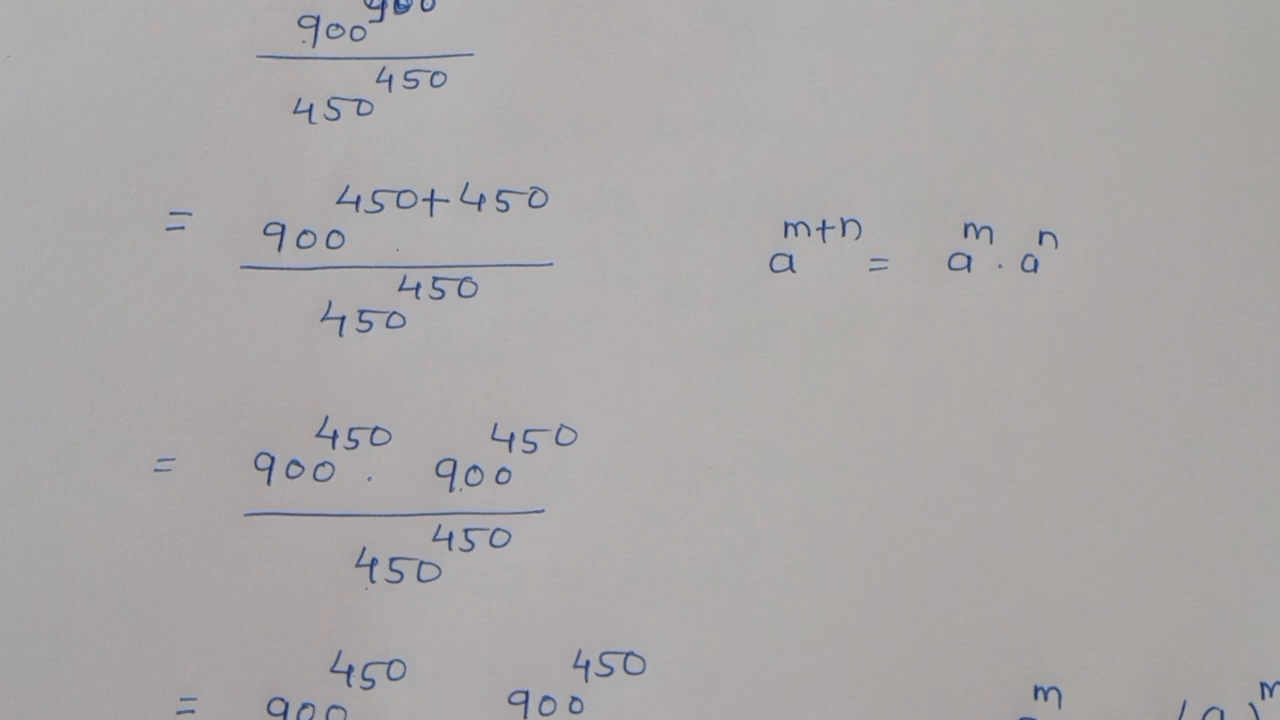 900^900
450^450
= 900^(450+450)
450^450
a^(m+n) = a^m . a^n
= 900^450 . 900^450
450^450
= 900^450 900^450
m (a)^m